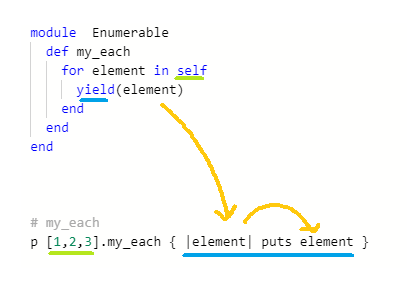 module  Enumerable
  def my_each
    for element in self
      yield(element)
    end
  end
end
# my_each
p [1,2,3].my_each { |element| puts element }